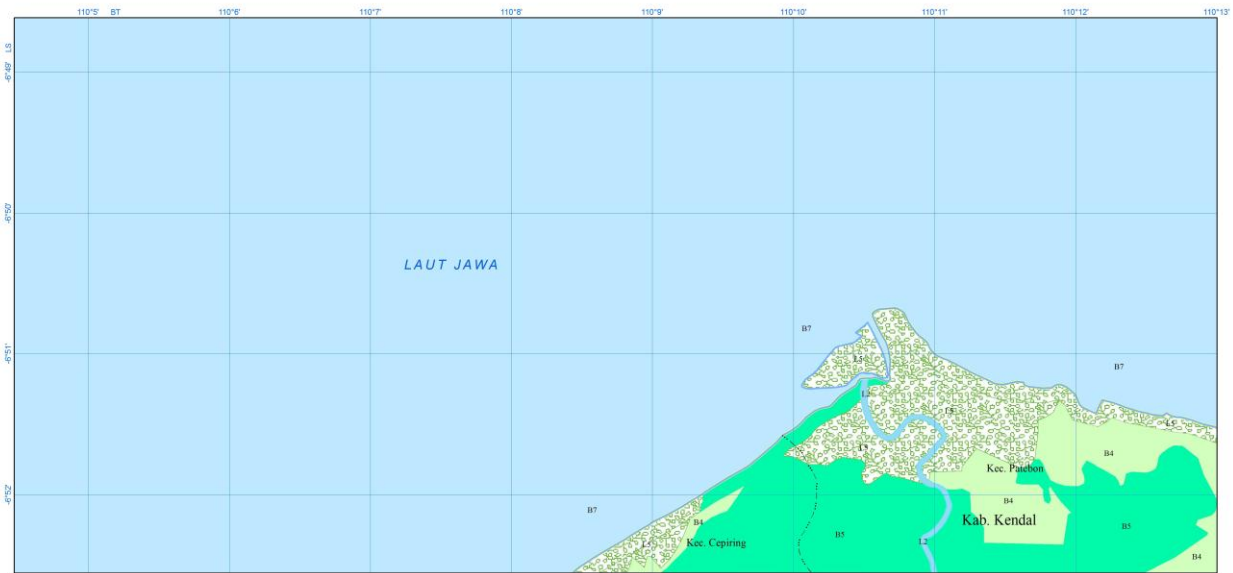 110°5' BT 110°6' 110°7' 110°8' 110°9' 110°10' 110°11' 110°12' 110°13'
LS
-6°49'
-6°50'
LAUT JAWA
B7
-6°51'
L5
B7
L2
L5
L5
L5
B4
Kec. Patebon
-6°52'
B4
B7
B4
Kab. Kendal
B5
B5
L5
Kec. Cepiring
L2
B4